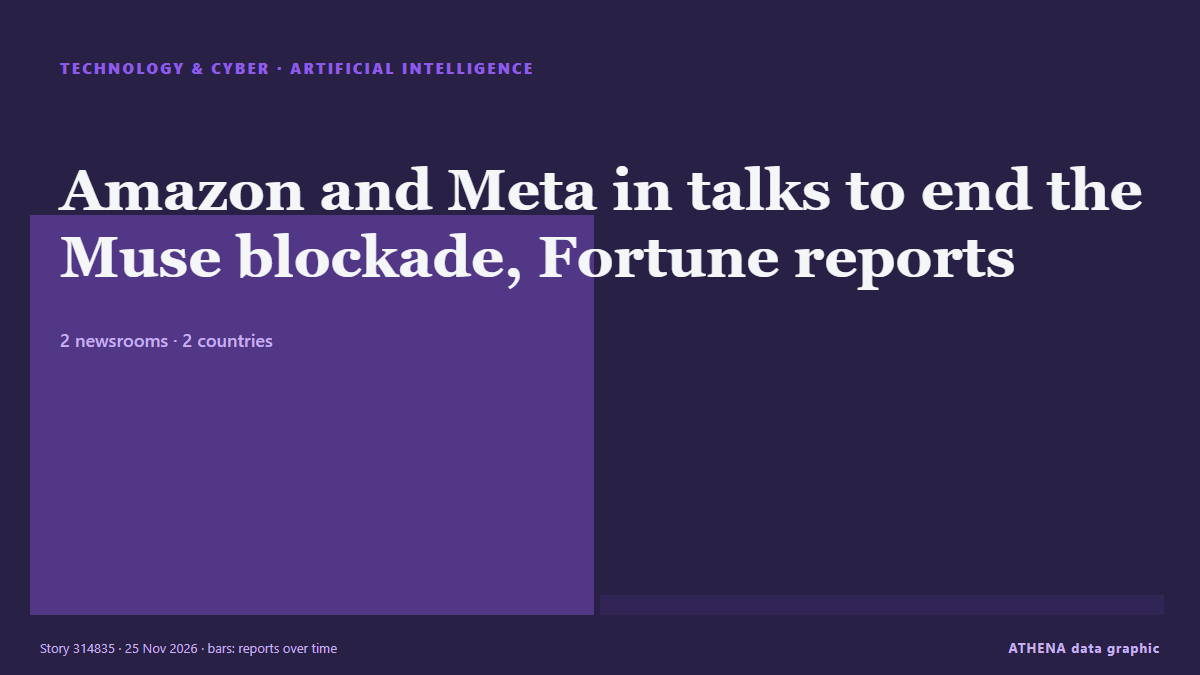 TECHNOLOGY & CYBER · ARTIFICIAL INTELLIGENCE
Amazon and Meta in talks to end the
Muse blockade, Fortune reports
2 newsrooms · 2 countries
Story 314835 · 25 Nov 2026 · bars: reports over time
ATHENA data graphic